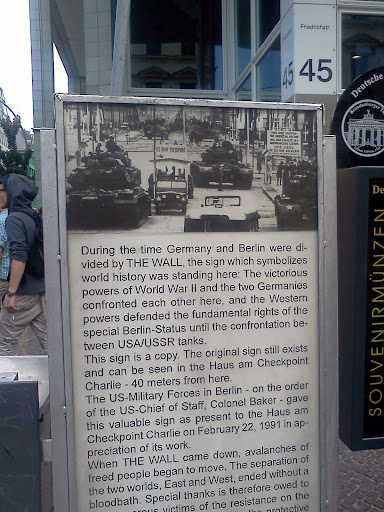 Friedrichstr
45
45
Deutsche
Brandenburger
US ARMY CHECKPOINT
De
SOUVENIRMÜNZEN
During the time Germany and Berlin were di-
vided by THE WALL, the sign which symbolizes
world history was standing here: The victorious
powers of World War II and the two Germanies
confronted each other here, and the Western
powers defended the fundamental rights of the
special Berlin-Status until the confrontation be-
tween USA/USSR tanks.
This sign is a copy. The original sign still exists
and can be seen in the Haus am Checkpoint
Charlie - 40 meters from here.
The US-Military Forces in Berlin - on the order
of the US-Chief of Staff, Colonel Baker - gave
this valuable sign as present to the Haus am
Checkpoint Charlie on February 22, 1991 in ap-
preciation of its work.
When THE WALL came down, avalanches of
freed people began to move. The separation of
the two worlds, East and West, ended without a
bloodbath. Special thanks is therefore owed to
victims of the resistance on the
the protective